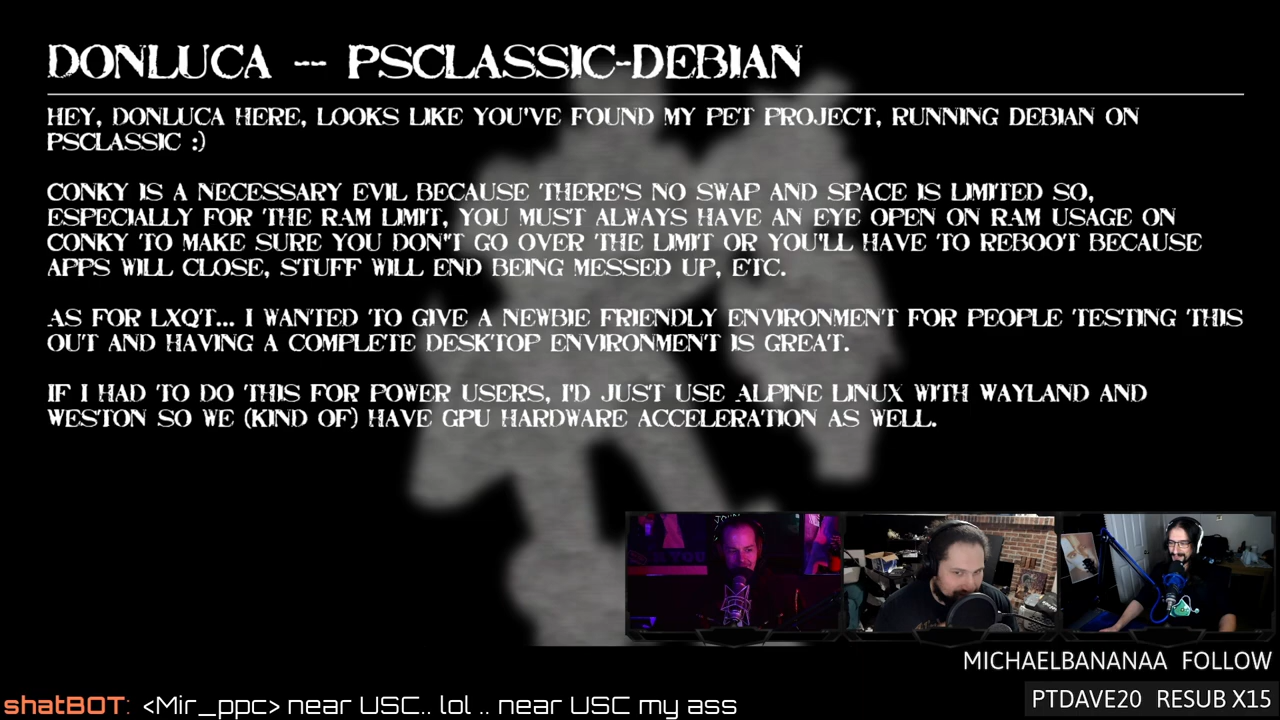 DONLUCA -- PSCLASSIC-DEBIAN
HEY, DONLUCA HERE, LOOKS LIKE YOU'VE FOUND MY PET PROJECT, RUNNING DEBIAN ON
PSCLASSIC :)
CONKY IS A NECESSARY EVIL BECAUSE THERE'S NO SWAP AND SPACE IS LIMITED SO,
ESPECIALLY FOR THE RAM LIMIT, YOU MUST ALWAYS HAVE AN EYE OPEN ON RAM USAGE ON
CONKY TO MAKE SURE YOU DON"T GO OVER THE LIMIT OR YOU'LL HAVE TO REBOOT BECAUSE
APPS WILL CLOSE, STUFF WILL END BEING MESSED UP, ETC.
AS FOR LXQT... I WANTED TO GIVE A NEWBIE FRIENDLY ENVIRONMENT FOR PEOPLE TESTING THIS
OUT AND HAVING A COMPLETE DESKTOP ENVIRONMENT IS GREAT.
IF I HAD TO DO THIS FOR POWER USERS, I'D JUST USE ALPINE LINUX WITH WAYLAND AND
WESTON SO WE (KIND OF) HAVE GPU HARDWARE ACCELERATION AS WELL.
MICHAELBANANAA FOLLOW
PTDAVE20 RESUB X15
shatBOT: <Mir_ppc> near USC.. lol .. near USC my ass